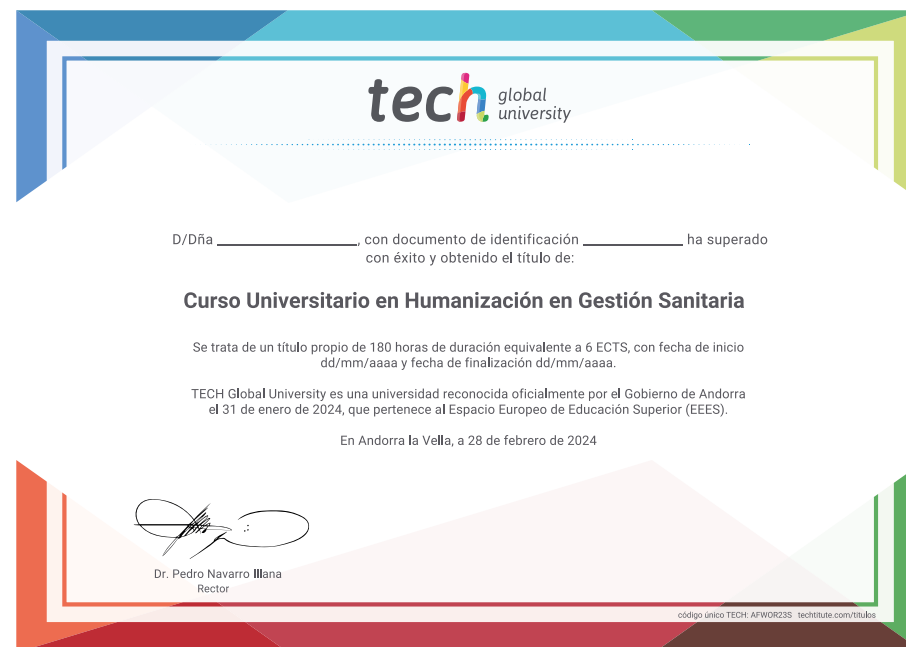 tech global university
D/Dña ____________________, con documento de identificación ______________ ha superado
con éxito y obtenido el título de:
Curso Universitario en Humanización en Gestión Sanitaria
Se trata de un título propio de 180 horas de duración equivalente a 6 ECTS, con fecha de inicio
dd/mm/aaaa y fecha de finalización dd/mm/aaaa.
TECH Global University es una universidad reconocida oficialmente por el Gobierno de Andorra
el 31 de enero de 2024, que pertenece al Espacio Europeo de Educación Superior (EEES).
En Andorra la Vella, a 28 de febrero de 2024
Dr. Pedro Navarro Illana
Rector
código único TECH: AFWOR23S techtitute.com/titulos